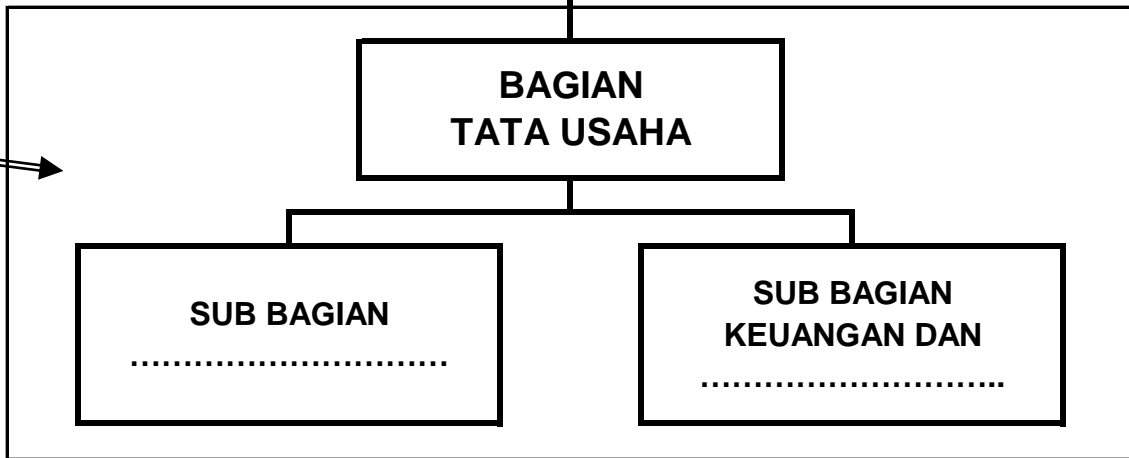 BAGIAN
TATA USAHA
SUB BAGIAN
…………………………
SUB BAGIAN
KEUANGAN DAN
………………………..